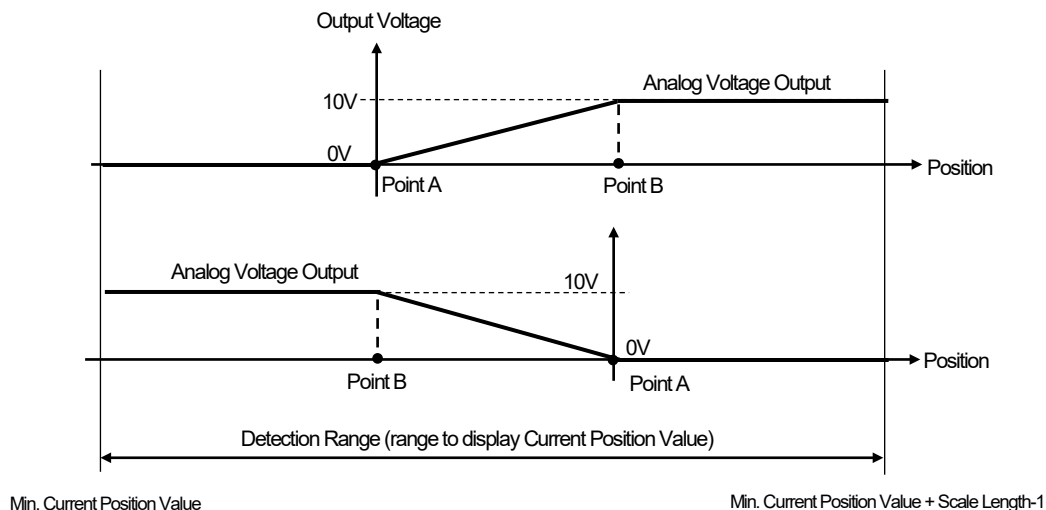 Output Voltage
Analog Voltage Output
10V
0V
Position
Point A
Point B
Analog Voltage Output
10V
0V
Position
Point B
Point A
Detection Range (range to display Current Position Value)
Min. Current Position Value
Min. Current Position Value + Scale Length-1